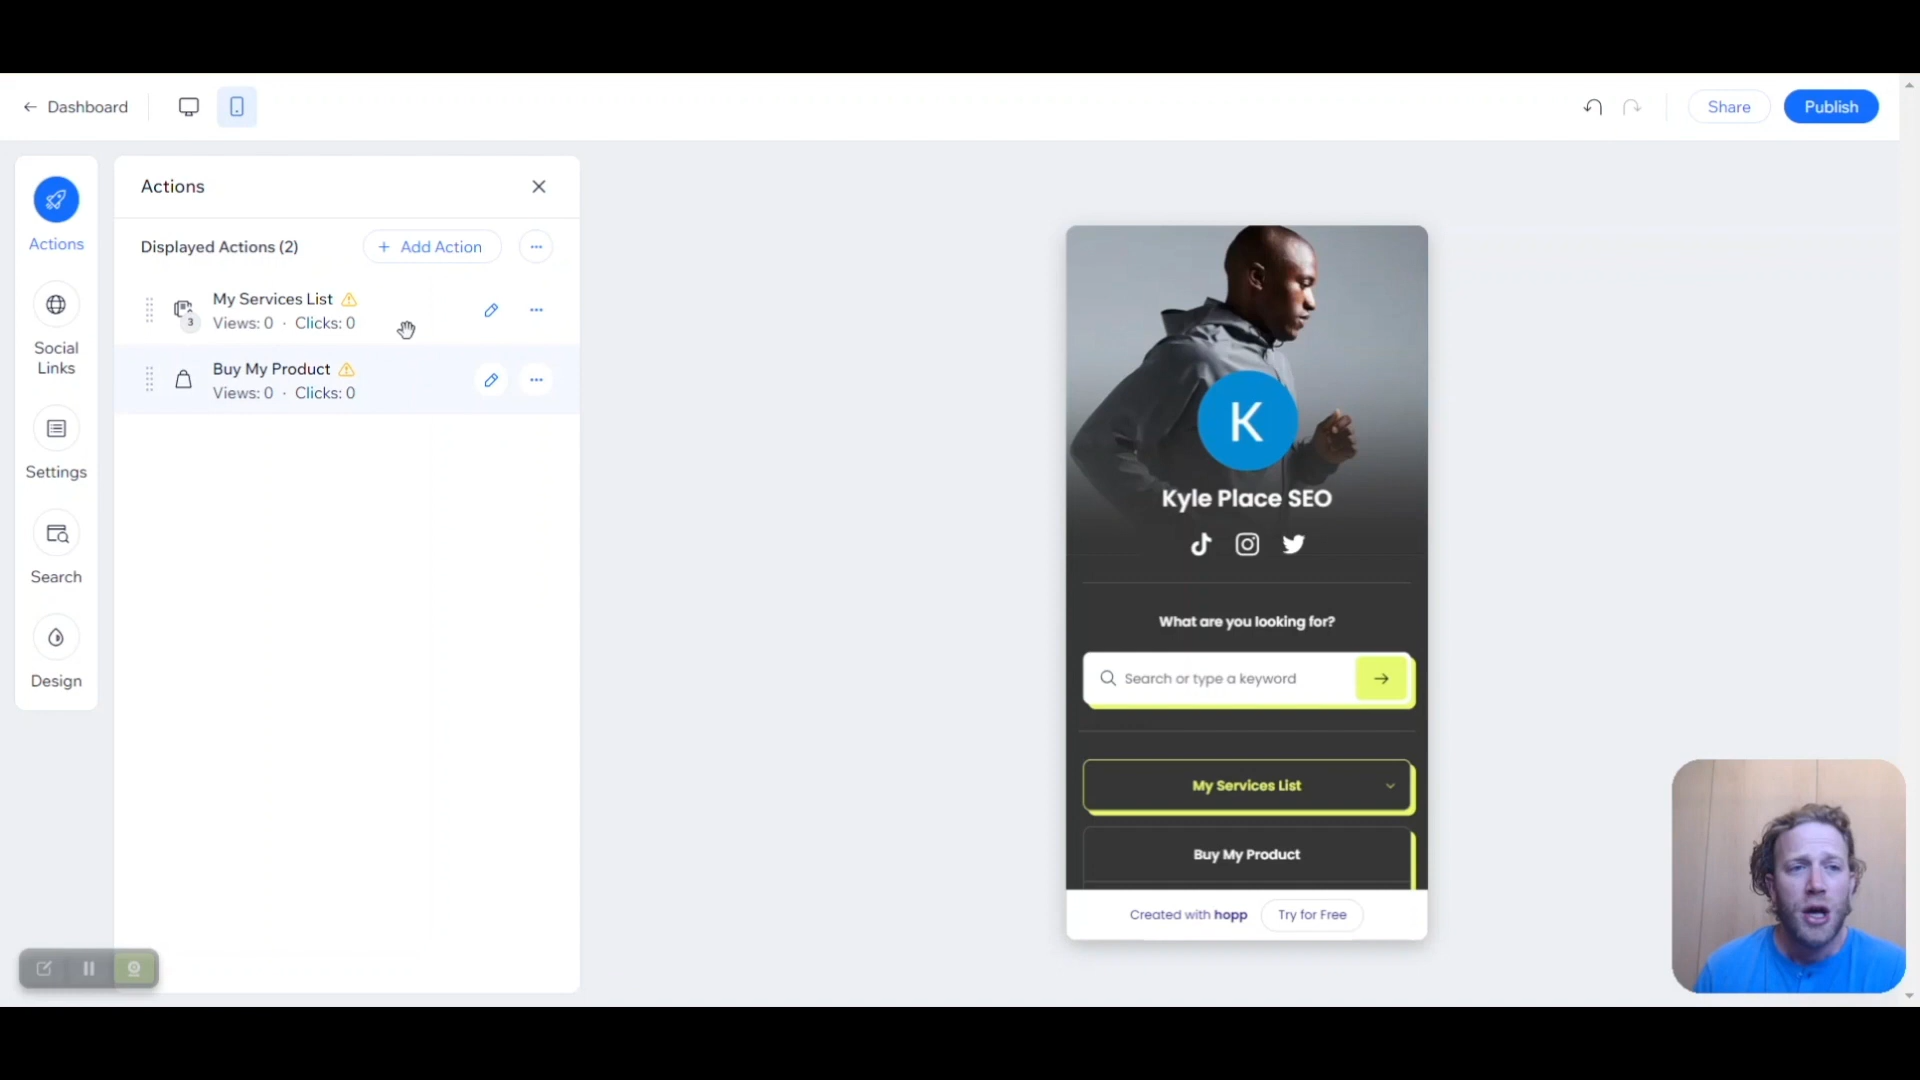 Dashboard
Share
Publish
Actions
Social
Links
Settings
Search
Design
Actions
Displayed Actions (2)
+ Add Action
My Services List
Views: 0 · Clicks: 0
3
Buy My Product
Views: 0 · Clicks: 0
K
Kyle Place SEO
What are you looking for?
Search or type a keyword
My Services List
Buy My Product
Created with hopp
Try for Free